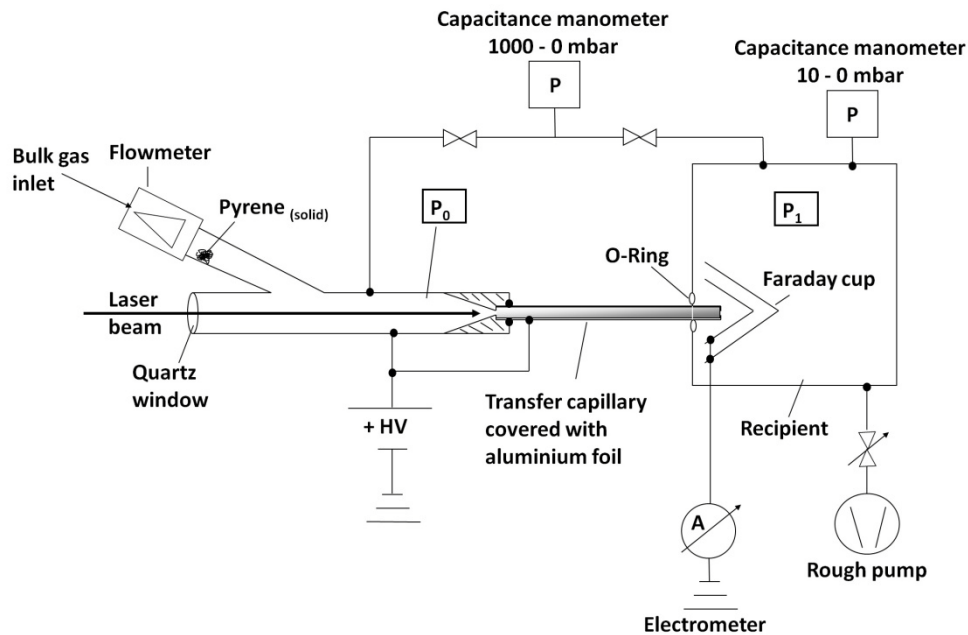 Capacitance manometer
1000 - 0 mbar
P
Capacitance manometer
10 - 0 mbar
P
Bulk gas
inlet
Flowmeter
Pyrene (solid)
P0
P1
O-Ring
Faraday cup
Laser
beam
Quartz
window
+ HV
Transfer capillary
covered with
aluminium foil
Recipient
A
Rough pump
Electrometer